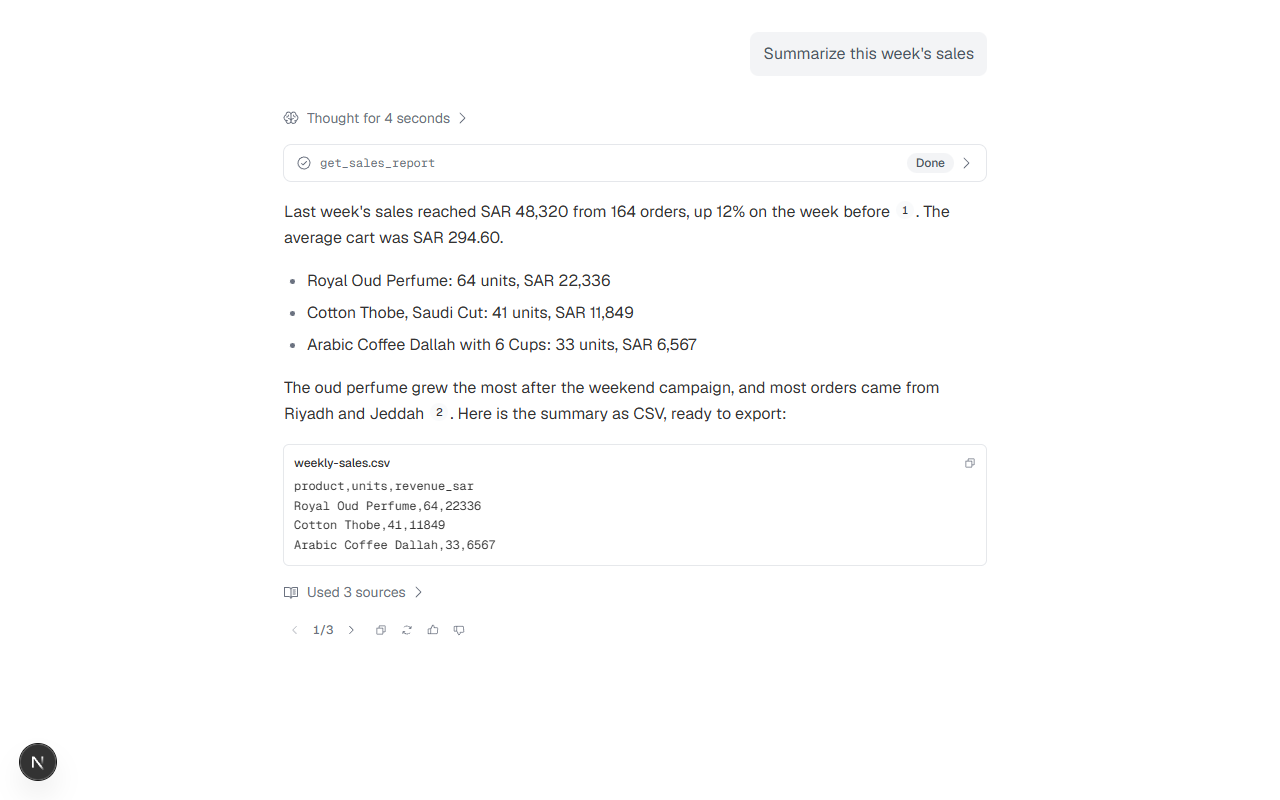 Summarize this week's sales
Thought for 4 seconds
get_sales_report
Done
Last week's sales reached SAR 48,320 from 164 orders, up 12% on the week before 1 . The
average cart was SAR 294.60.
Royal Oud Perfume: 64 units, SAR 22,336
Cotton Thobe, Saudi Cut: 41 units, SAR 11,849
Arabic Coffee Dallah with 6 Cups: 33 units, SAR 6,567
The oud perfume grew the most after the weekend campaign, and most orders came from
Riyadh and Jeddah 2 . Here is the summary as CSV, ready to export:
weekly-sales.csv
product,units,revenue_sar
Royal Oud Perfume,64,22336
Cotton Thobe,41,11849
Arabic Coffee Dallah,33,6567
Used 3 sources
1/3
N